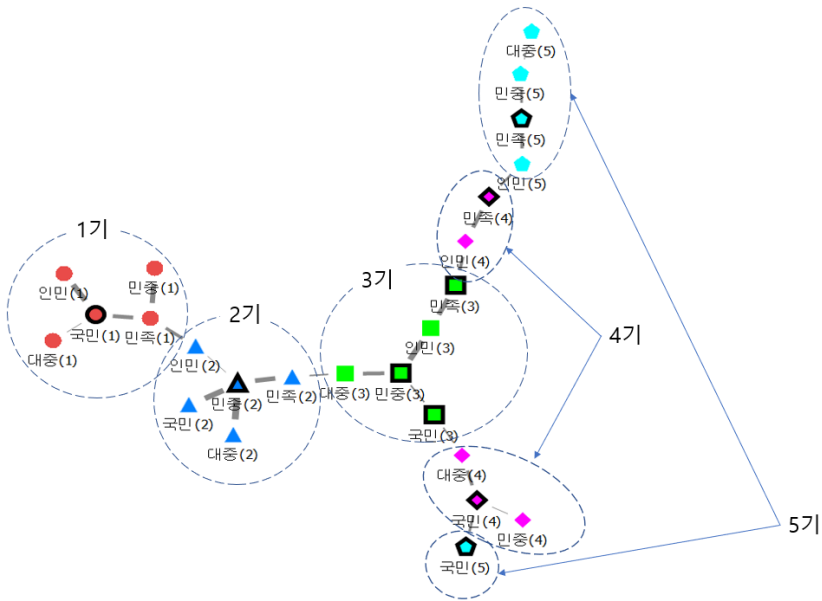 대중(5)
민중(5)
민족(5)
인민(5)
민족(4)
인민(4)
1기
인민(1)
민중(1)
국민(1)
민족(1)
대중(1)
2기
인민(2)
민중(2)
민족(2)
국민(2)
대중(2)
3기
민족(3)
인민(3)
대중(3)
민중(3)
국민(3)
4기
대중(4)
국민(4)
민중(4)
5기
국민(5)